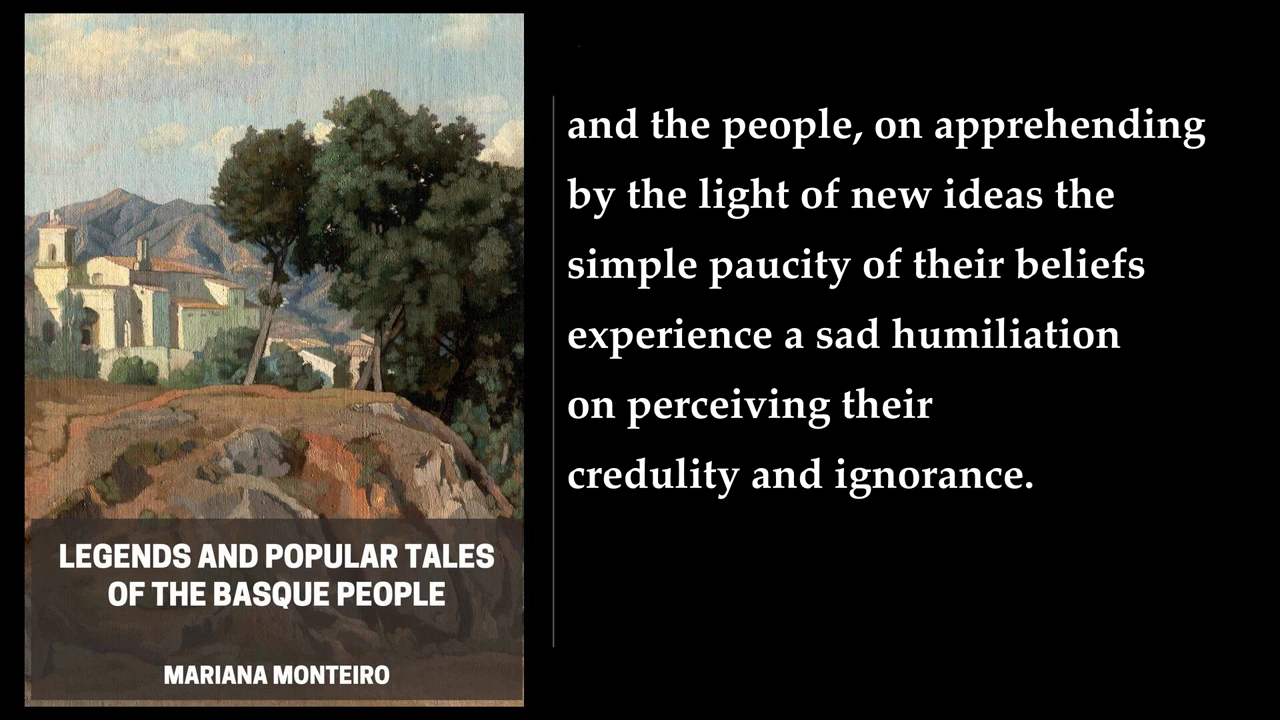 and the people, on apprehending
by the light of new ideas the
simple paucity of their beliefs
experience a sad humiliation
on perceiving their
credulity and ignorance.
LEGENDS AND POPULAR TALES
OF THE BASQUE PEOPLE
MARIANA MONTEIRO